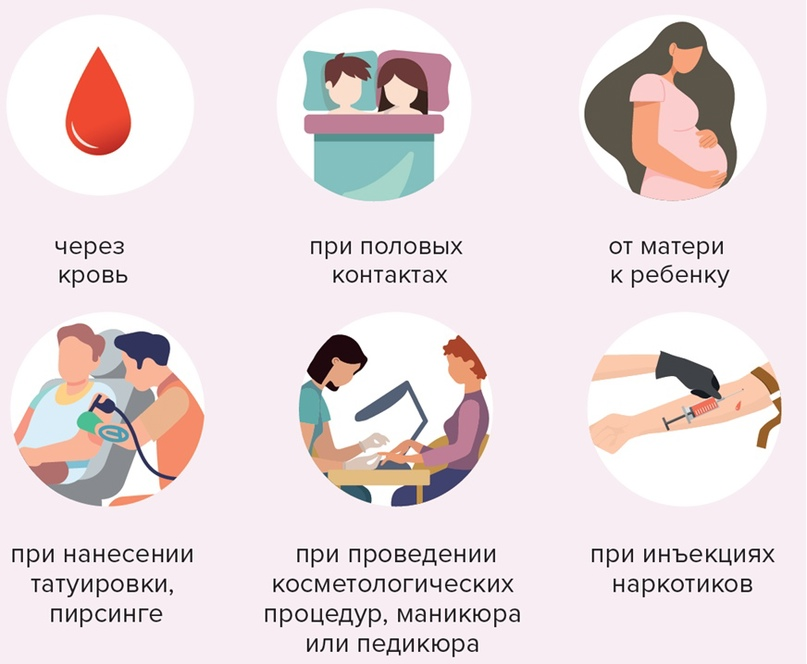 через
кровь
при половых
контактах
от матери
к ребенку
при нанесении
татуировки,
пирсинге
при проведении
косметологических
процедур, маникюра
или педикюра
при инъекциях
наркотиков